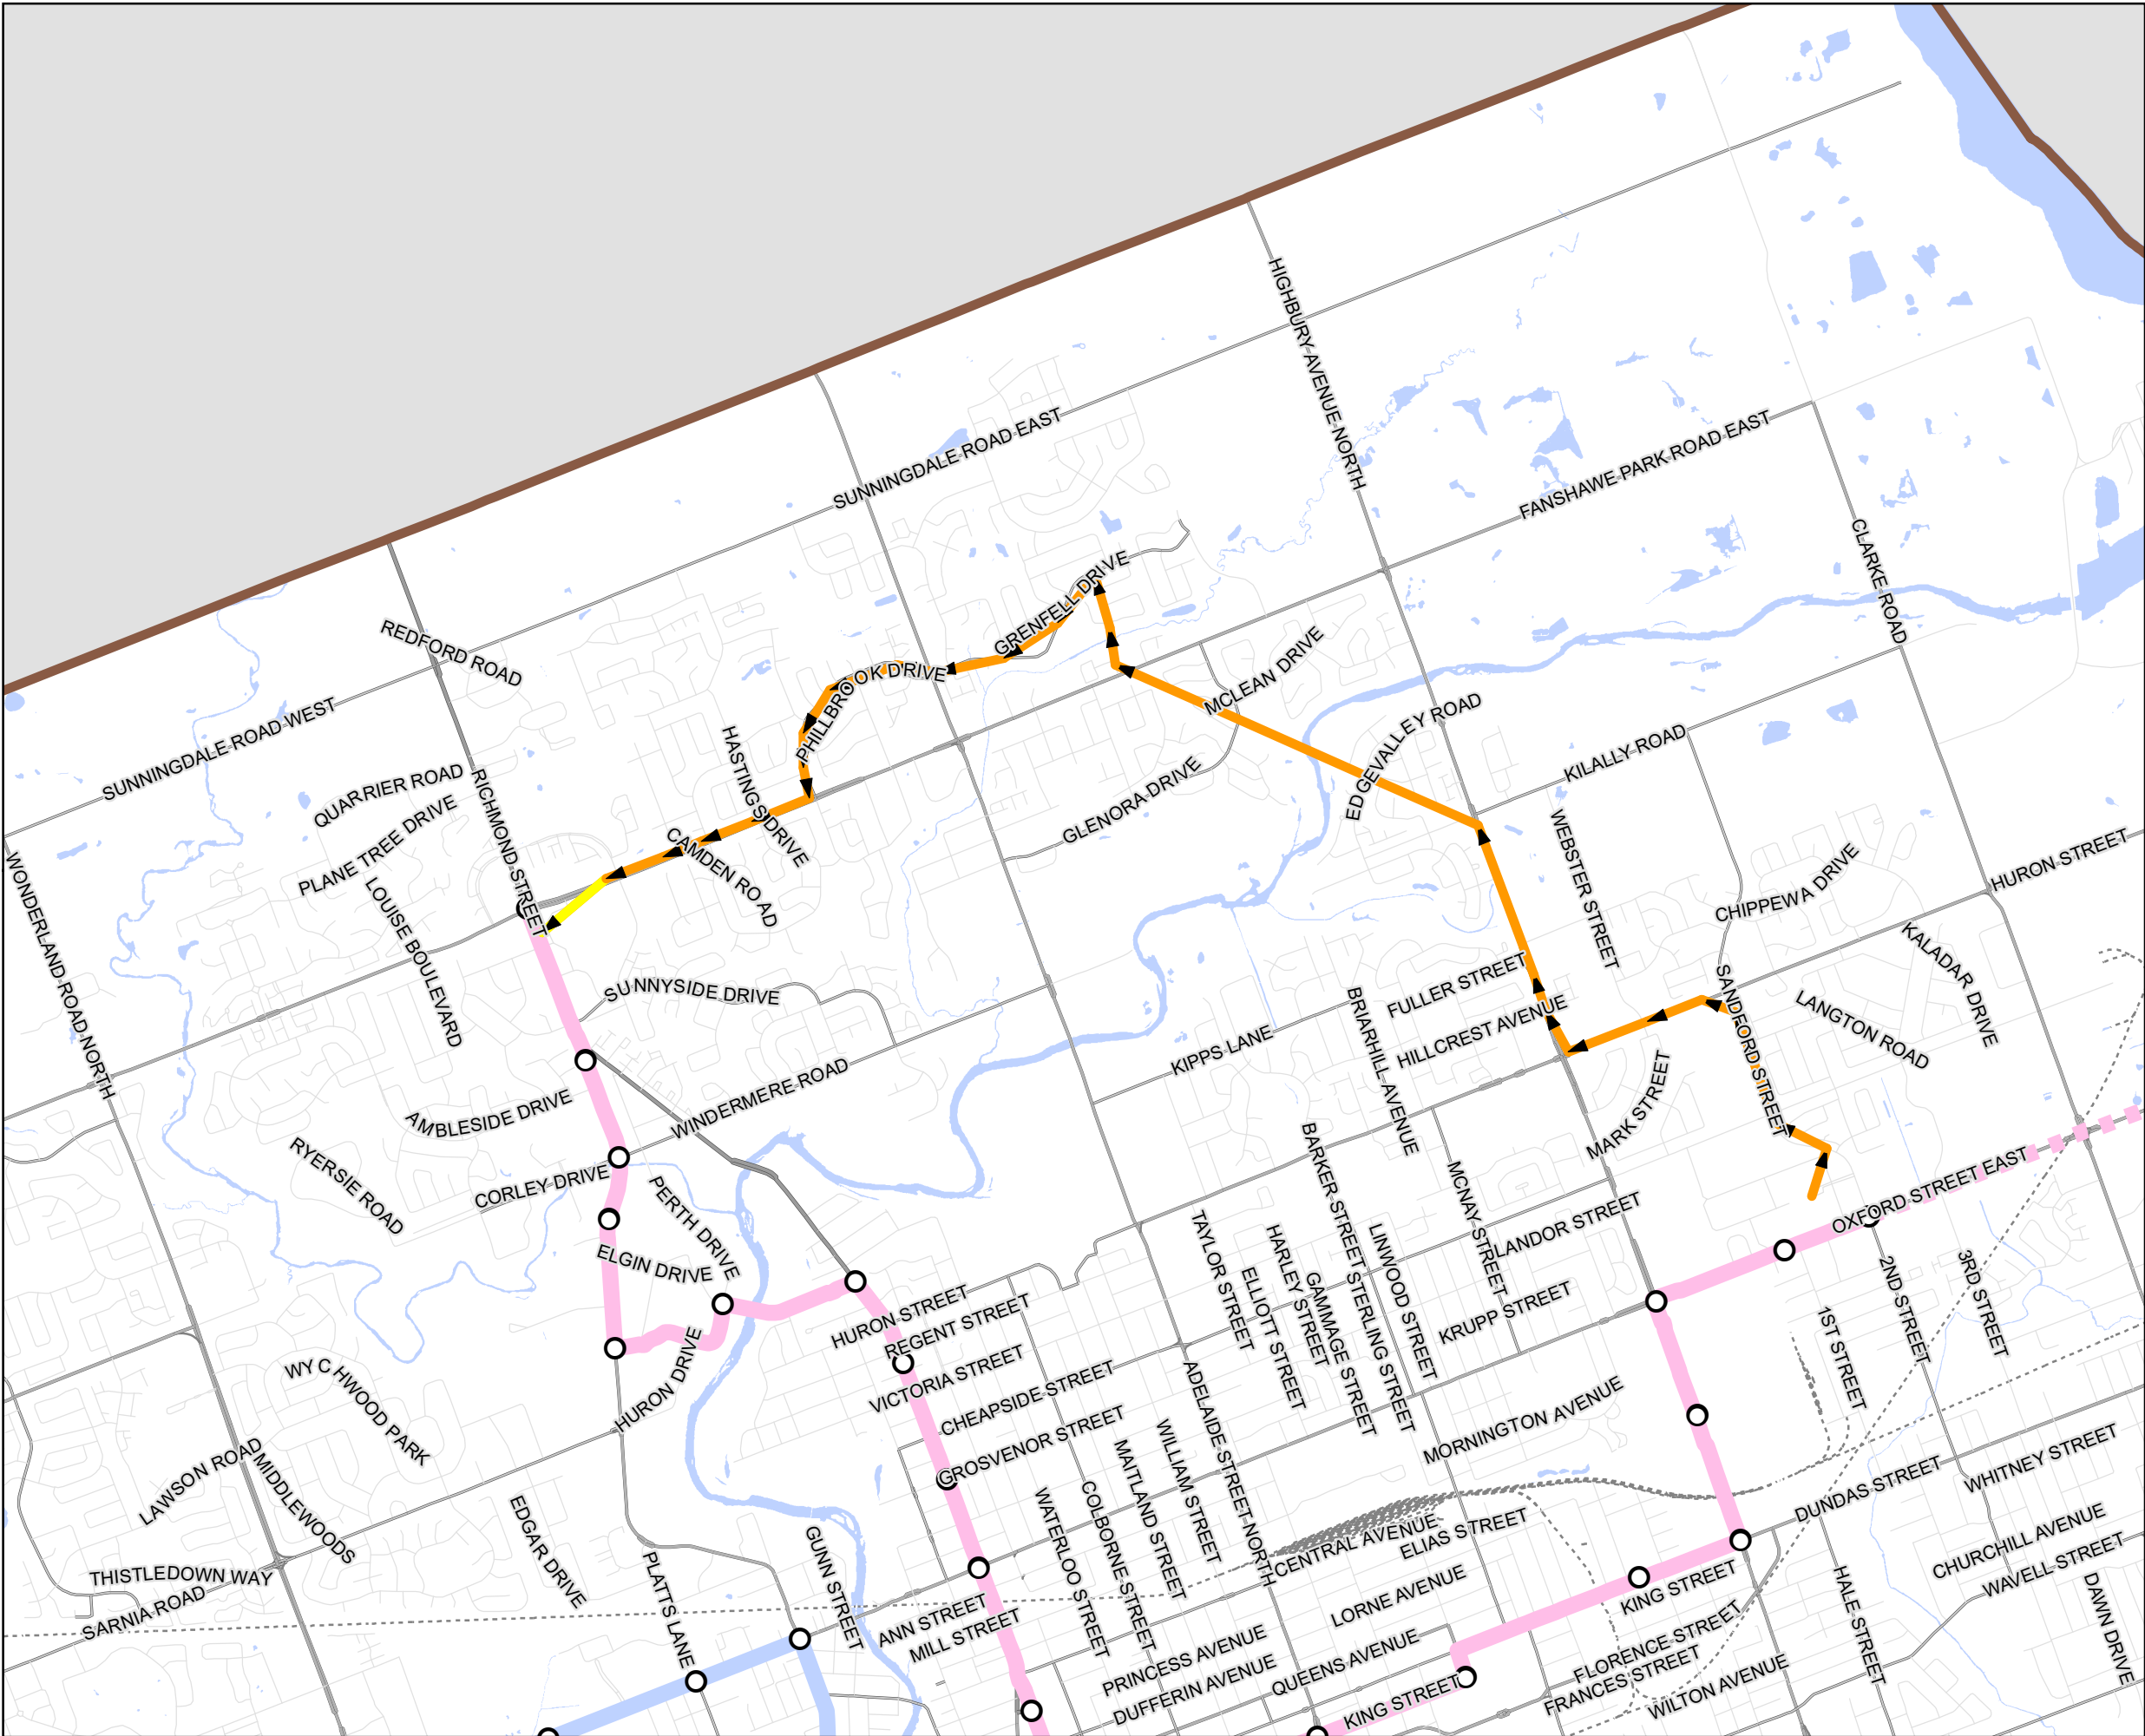 HIGHBURY AVENUE NORTH
SUNNINGDALE ROAD EAST
FANSHAWE PARK ROAD EAST
CLARKE ROAD
GRENFELL DRIVE
REDFORD ROAD
PHILLBROOK DRIVE
MCLEAN DRIVE
SUNNINGDALE ROAD WEST
EDGEVALLEY ROAD
KILALLY ROAD
HASTINGS DRIVE
QUARRIER ROAD
RICHMOND STREET
PLANE TREE DRIVE
GLENORA DRIVE
CAMDEN ROAD
WEBSTER STREET
CHIPPEWA DRIVE
HURON STREET
WONDERLAND ROAD NORTH
LOUISE BOULEVARD
SUNNYSIDE DRIVE
FULLER STREET
SANDFORD STREET
KALADAR DRIVE
LANGTON ROAD
BRIARHILL AVENUE
HILLCREST AVENUE
KIPPS LANE
MARK STREET
AMBLESIDE DRIVE
WINDERMERE ROAD
RYERSIE ROAD
CORLEY DRIVE
PERTH DRIVE
BARKER STREET
MCNAY STREET
OXFORD STREET EAST
LANDOR STREET
TAYLOR STREET
HARLEY STREET
LINWOOD STREET
ELLIOTT STREET
GAMMAGE STREET
STERLING STREET
ELGIN DRIVE
2ND STREET
3RD STREET
1ST STREET
KRUPP STREET
HURON STREET
REGENT STREET
VICTORIA STREET
HURON DRIVE
WYCHWOOD PARK
CHEAPSIDE STREET
ADELAIDE STREET NORTH
GROSVENOR STREET
MORNINGTON AVENUE
LAWSON ROAD
MIDDLEWOODS
MAITLAND STREET
WILLIAM STREET
COLBORNE STREET
WATERLOO STREET
DUNDAS STREET
WHITNEY STREET
EDGAR DRIVE
GUNN STREET
CENTRAL AVENUE
ELIAS STREET
CHURCHILL AVENUE
WAVELL STREET
THISTLEDOWN WAY
SARNIA ROAD
PLATTS LANE
ANN STREET
MILL STREET
LORNE AVENUE
KING STREET
HALE STREET
DAWN DRIVE
PRINCESS AVENUE
DUFFERIN AVENUE
QUEENS AVENUE
FLORENCE STREET
FRANCES STREET
WILTON AVENUE
KING STREET